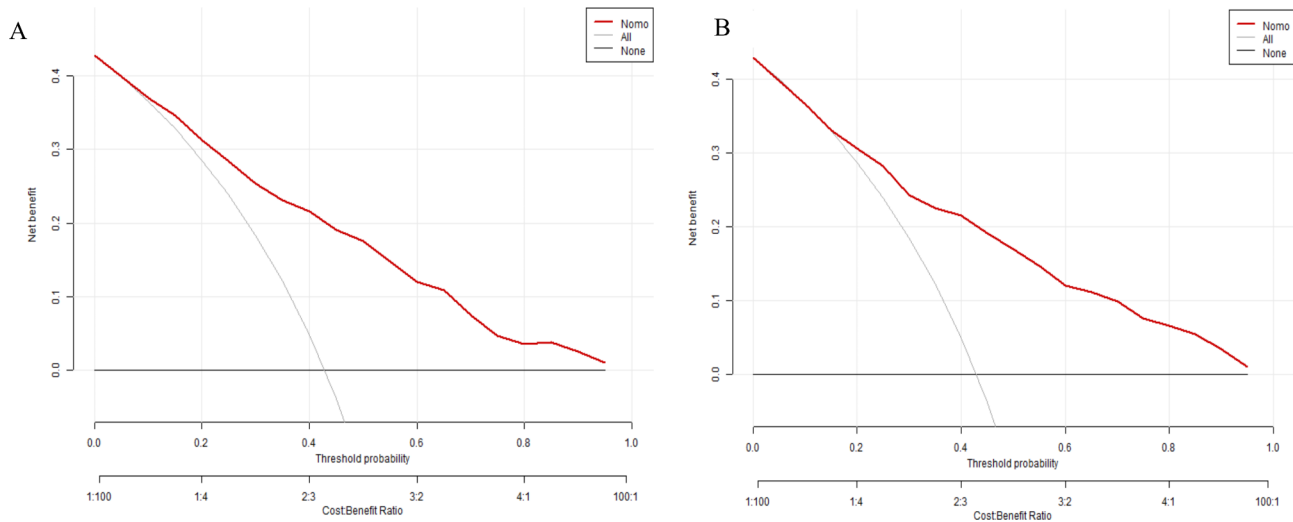 A
Nomo
All
None
Net benefit
0.4
0.3
0.2
0.1
0.0
0.0 0.2 0.4 0.6 0.8 1.0
Threshold probability
1:100 1:4 2:3 3:2 4:1 100:1
Cost:Benefit Ratio
B
Nomo
All
None
Net benefit
0.4
0.3
0.2
0.1
0.0
0.0 0.2 0.4 0.6 0.8 1.0
Threshold probability
1:100 1:4 2:3 3:2 4:1 100:1
Cost:Benefit Ratio